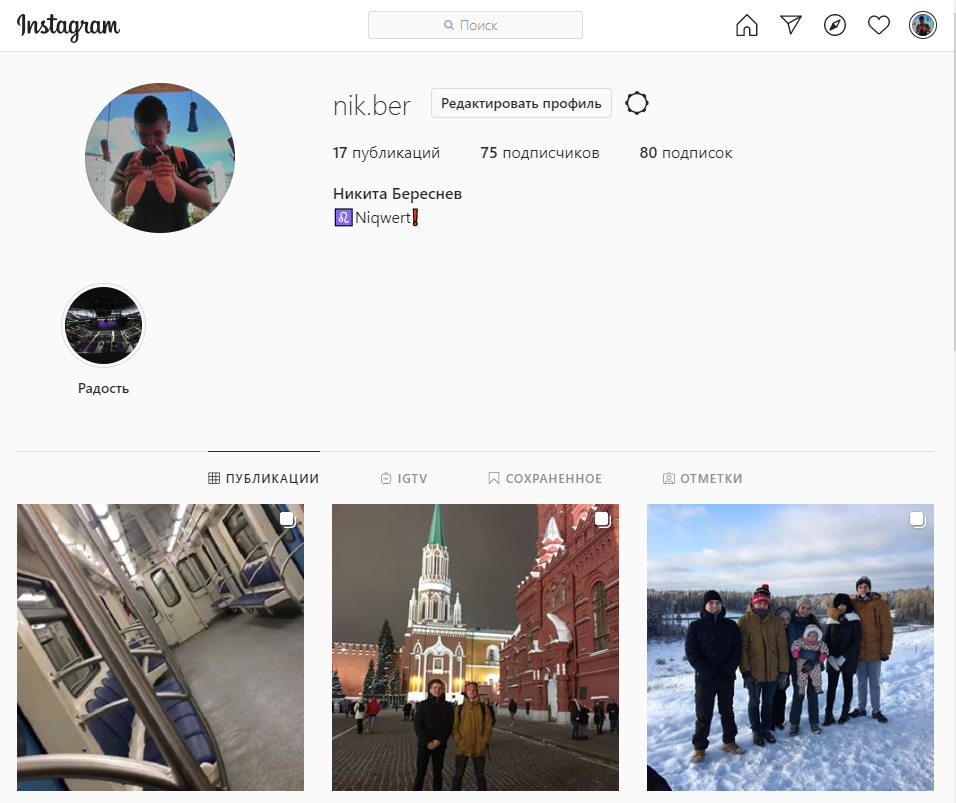 Instagram
Поиск
nik.ber Редактировать профиль
17 публикаций 75 подписчиков 80 подписок
Никита Береснев
♌Niqwert❗
Радость
ПУБЛИКАЦИИ IGTV СОХРАНЕННОЕ ОТМЕТКИ